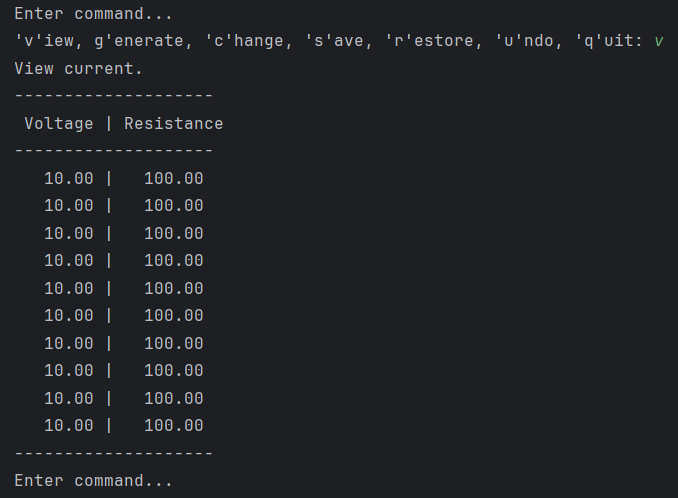 Enter command...
'v'iew, g'enerate, 'c'hange, 's'ave, 'r'estore, 'u'ndo, 'q'uit: v
View current.
--------------------
 Voltage | Resistance
--------------------
   10.00 |   100.00
   10.00 |   100.00
   10.00 |   100.00
   10.00 |   100.00
   10.00 |   100.00
   10.00 |   100.00
   10.00 |   100.00
   10.00 |   100.00
   10.00 |   100.00
   10.00 |   100.00
--------------------
Enter command...